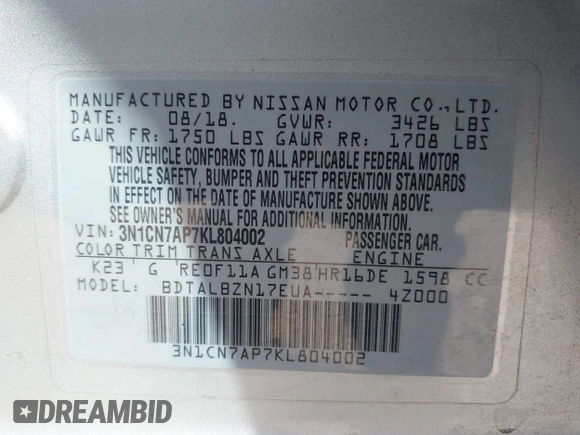 MANUFACTURED BY NISSAN MOTOR CO.,LTD.
DATE: 08/18. GVWR: 3426 LBS
GAWR FR: 1750 LBS GAWR RR: 1708 LBS
THIS VEHICLE CONFORMS TO ALL APPLICABLE FEDERAL MOTOR
VEHICLE SAFETY, BUMPER AND THEFT PREVENTION STANDARDS
IN EFFECT ON THE DATE OF MANUFACTURE SHOWN ABOVE.
SEE OWNER'S MANUAL FOR ADDITIONAL INFORMATION.
VIN: 3N1CN7AP7KL804002 PASSENGER CAR.
COLOR TRIM TRANS AXLE ENGINE
K23 G RE0F11A GM38 HR16DE 1598 CC
MODEL: BDTALBZN17EUA----- 4Z000
3N1CN7AP7KL804002
DREAMBID